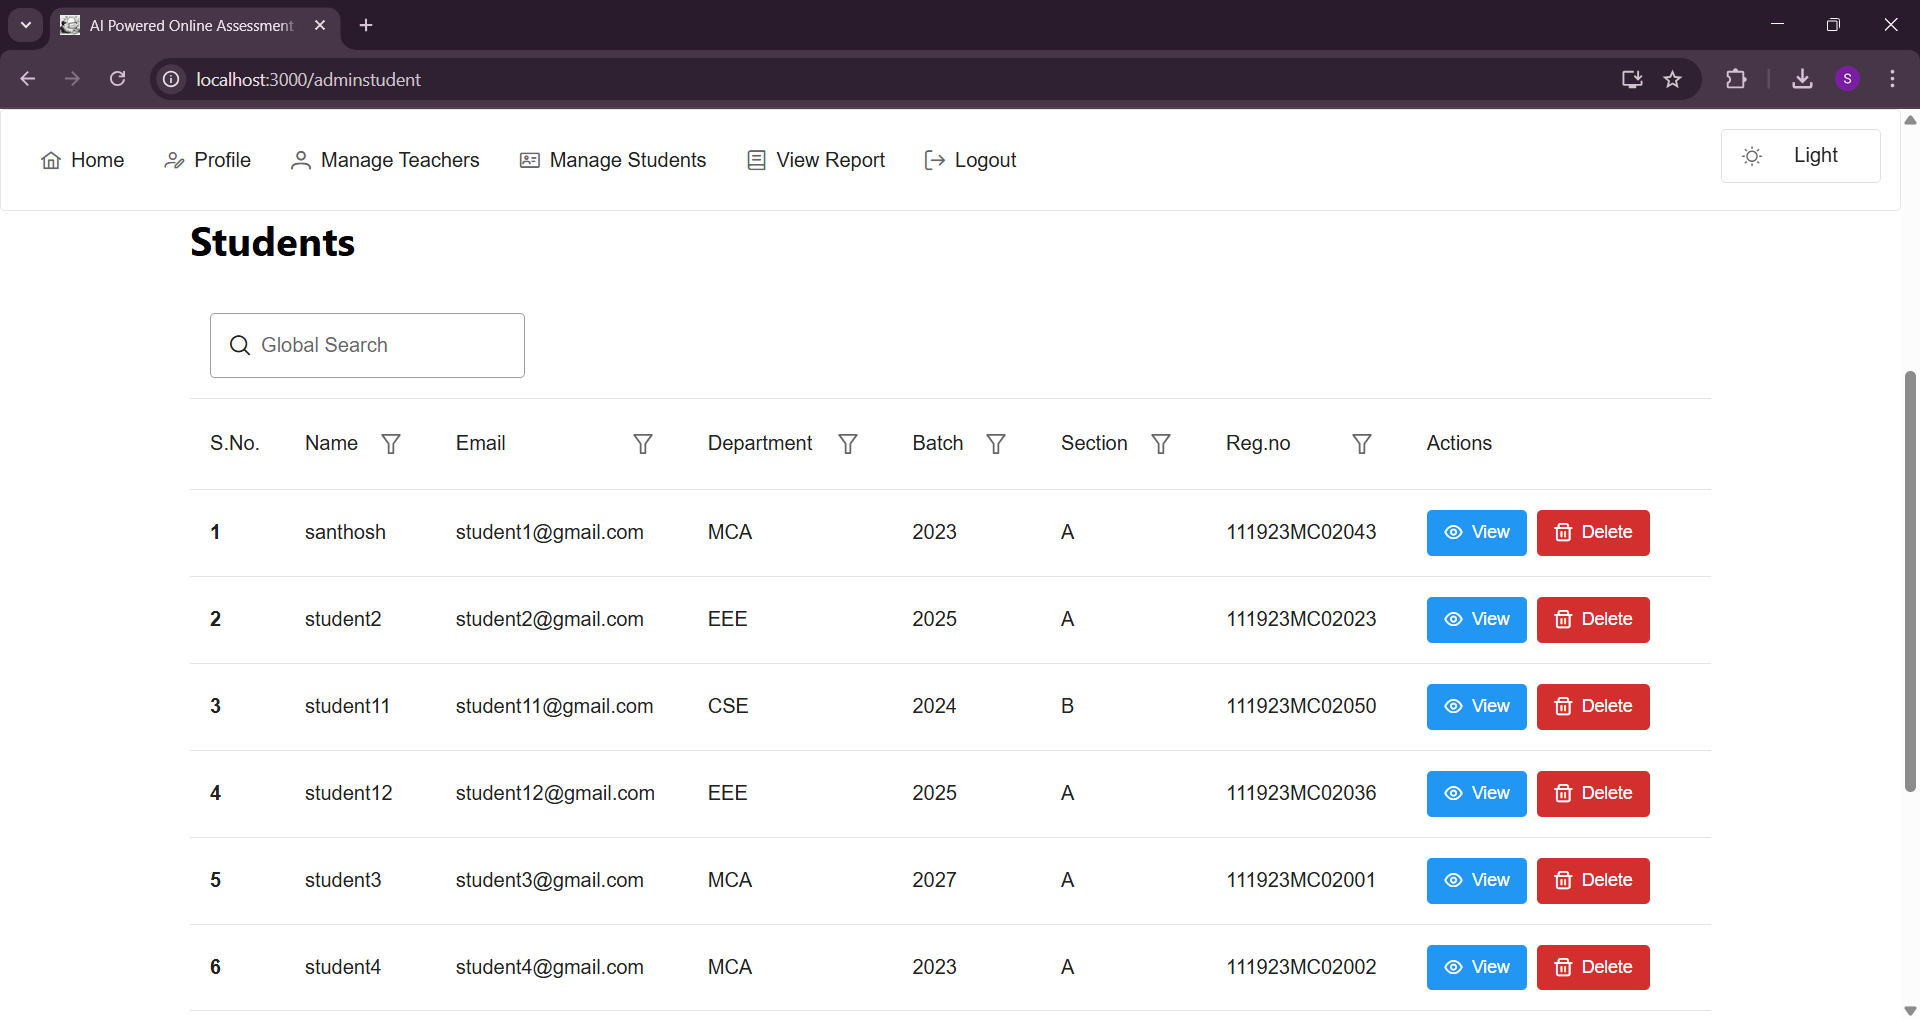 AI Powered Online Assessment
localhost:3000/adminstudent
S
Home Profile Manage Teachers Manage Students View Report Logout Light
Students
Global Search
S.No. Name Email Department Batch Section Reg.no Actions
1 santhosh student1@gmail.com MCA 2023 A 111923MC02043 View Delete
2 student2 student2@gmail.com EEE 2025 A 111923MC02023 View Delete
3 student11 student11@gmail.com CSE 2024 B 111923MC02050 View Delete
4 student12 student12@gmail.com EEE 2025 A 111923MC02036 View Delete
5 student3 student3@gmail.com MCA 2027 A 111923MC02001 View Delete
6 student4 student4@gmail.com MCA 2023 A 111923MC02002 View Delete